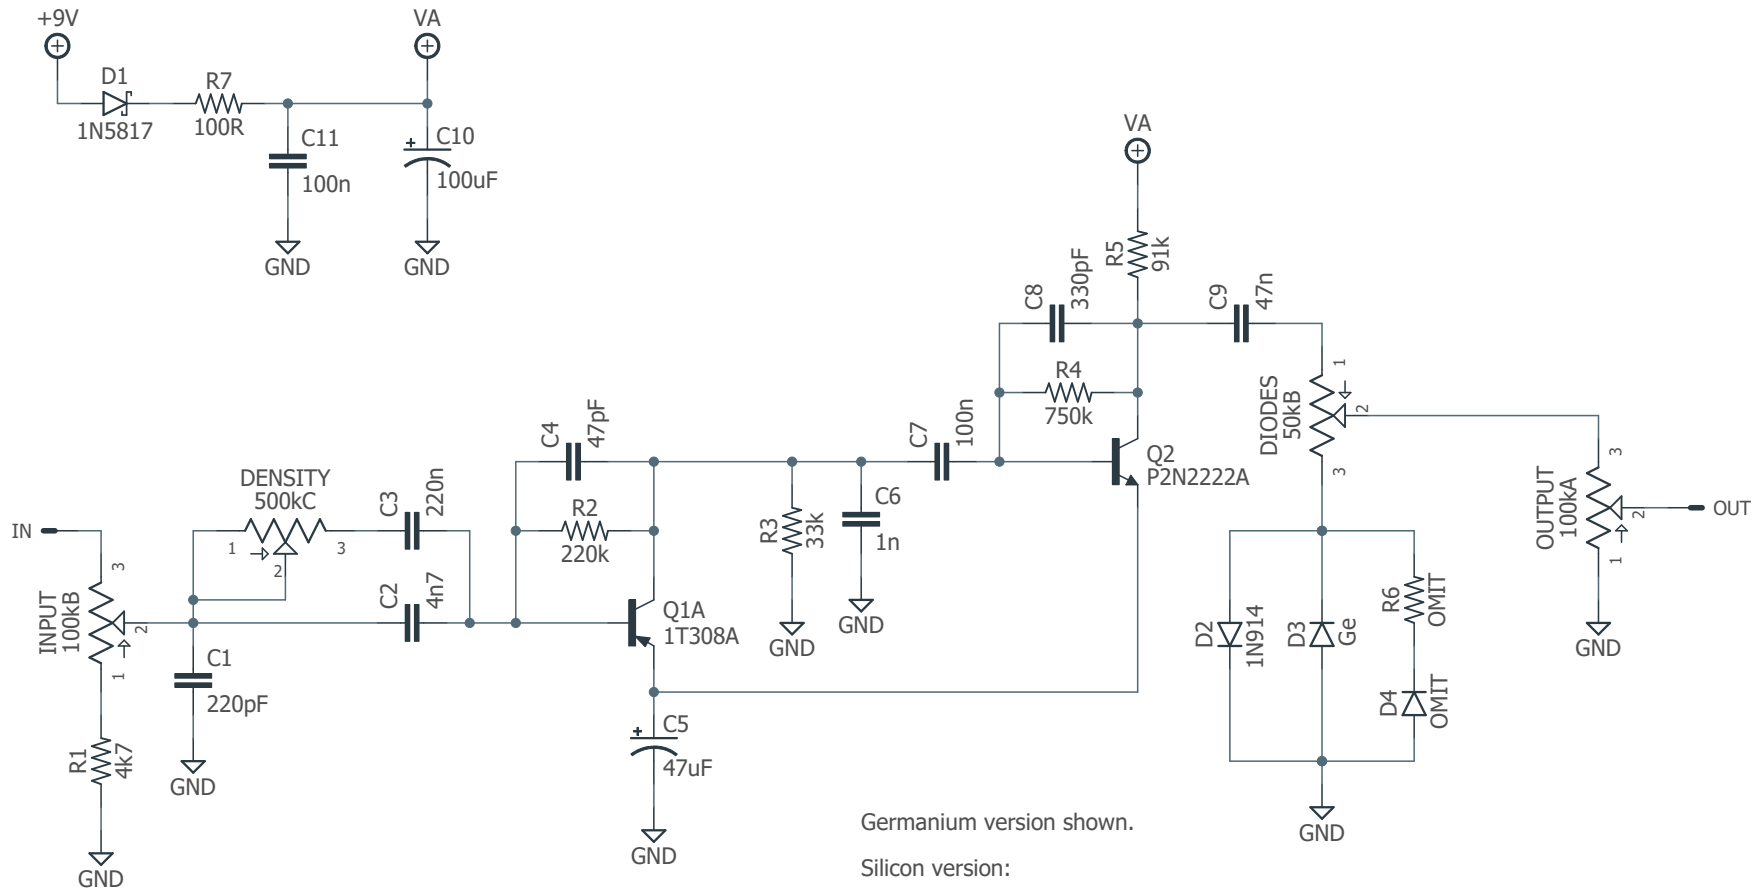 +9V
VA
D1
1N5817
R7
100R
C11
100n
C10
100uF
GND
GND
VA
R5
91k
C8
330pF
R4
750k
C9
47n
Q2
P2N2222A
C7
100n
DIODES
50kB
1
2
3
OUTPUT
100kA
3
2
1
OUT
GND
C4
47pF
R2
220k
Q1A
1T308A
R3
33k
GND
C6
1n
GND
IN
DENSITY
500kC
1
2
3
C3
220n
C2
4n7
INPUT
100kB
3
2
1
R1
4k7
GND
C1
220pF
GND
C5
47uF
GND
D2
1N914
D3
Ge
R6
OMIT
D4
OMIT
GND
Germanium version shown.
Silicon version: